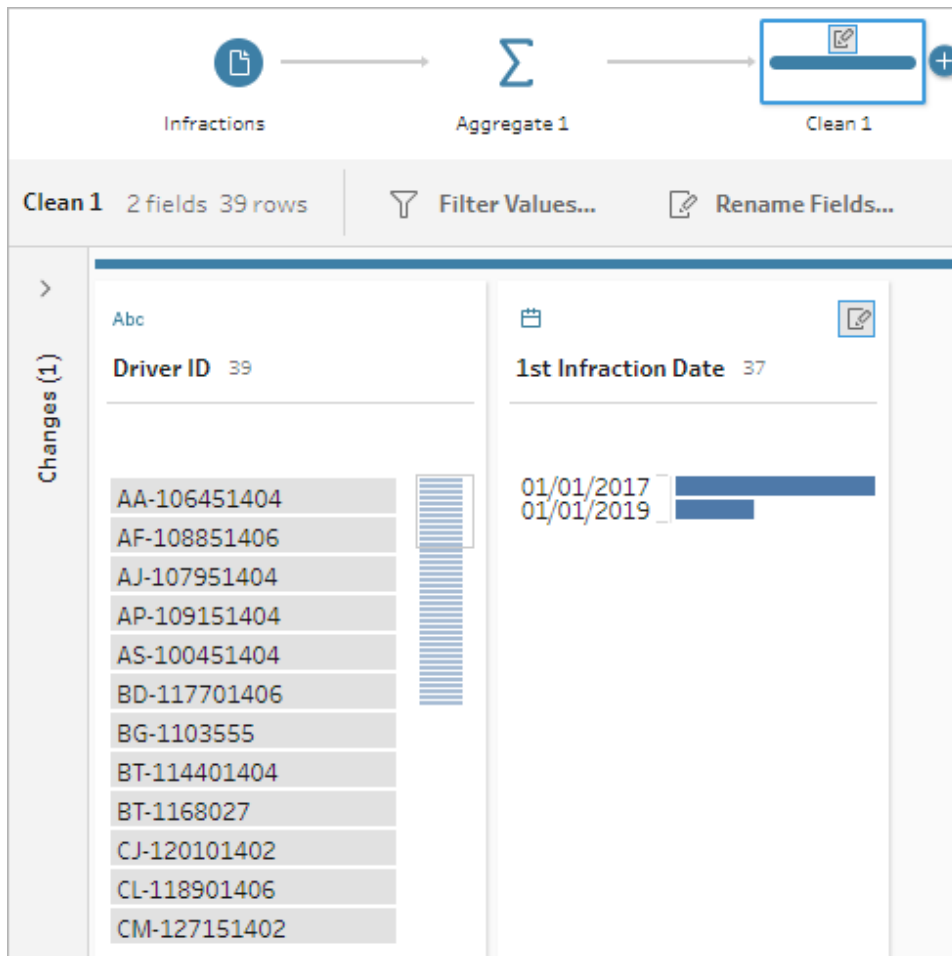 Infractions Aggregate 1 Clean 1
Clean 1 2 fields 39 rows Filter Values... Rename Fields...
Changes (1)
Abc
Driver ID 39
AA-106451404
AF-108851406
AJ-107951404
AP-109151404
AS-100451404
BD-117701406
BG-1103555
BT-114401404
BT-1168027
CJ-120101402
CL-118901406
CM-127151402
1st Infraction Date 37
01/01/2017
01/01/2019